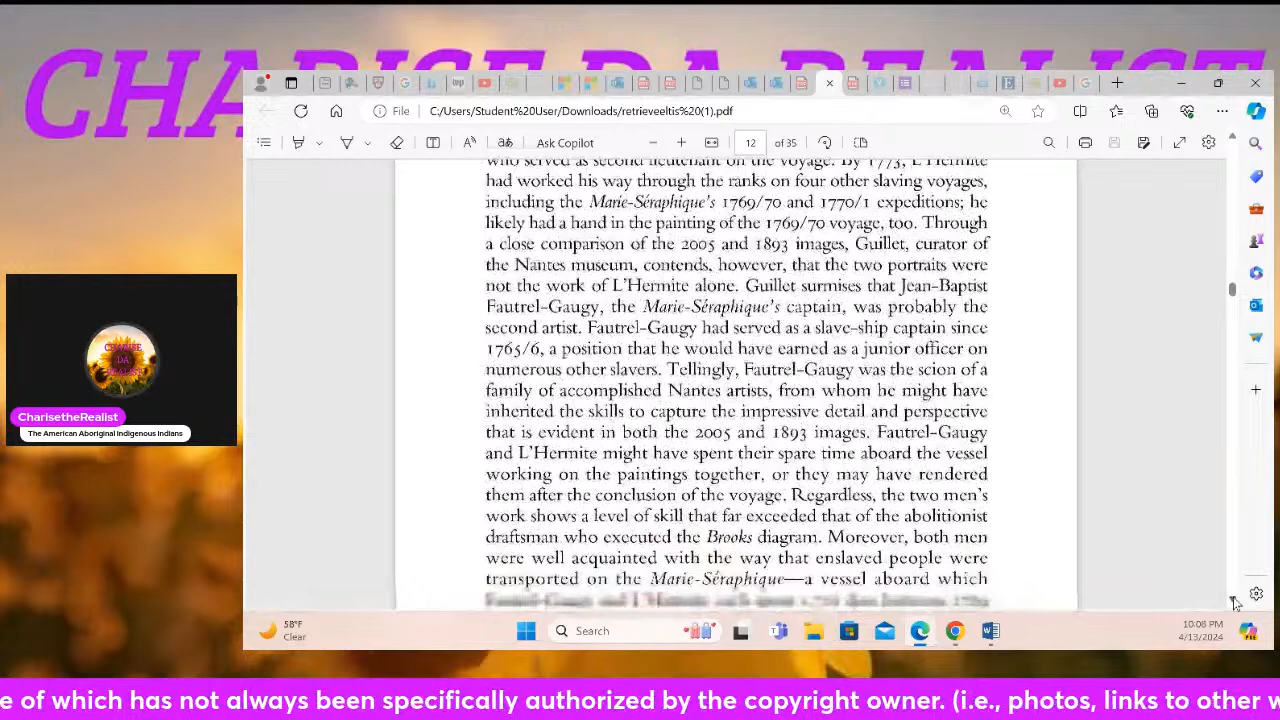 CHARISE DA REALIST
File
C:/Users/Student%20User/Downloads/retrieveeltis%20(1).pdf
Ask Copilot
12
of 35
who served as second lieutenant on the voyage. By 1773, L'Hermite
had worked his way through the ranks on four other slaving voyages,
including the Marie-Séraphique's 1769/70 and 1770/1 expeditions; he
likely had a hand in the painting of the 1769/70 voyage, too. Through
a close comparison of the 2005 and 1893 images, Guillet, curator of
the Nantes museum, contends, however, that the two portraits were
not the work of L'Hermite alone. Guillet surmises that Jean-Baptist
Fautrel-Gaugy, the Marie-Séraphique's captain, was probably the
second artist. Fautrel-Gaugy had served as a slave-ship captain since
1765/6, a position that he would have earned as a junior officer on
numerous other slavers. Tellingly, Fautrel-Gaugy was the scion of a
family of accomplished Nantes artists, from whom he might have
inherited the skills to capture the impressive detail and perspective
that is evident in both the 2005 and 1893 images. Fautrel-Gaugy
and L'Hermite might have spent their spare time aboard the vessel
working on the paintings together, or they may have rendered
them after the conclusion of the voyage. Regardless, the two men's
work shows a level of skill that far exceeded that of the abolitionist
draftsman who executed the Brooks diagram. Moreover, both men
were well acquainted with the way that enslaved people were
transported on the Marie-Séraphique—a vessel aboard which
CHARISE
DA
REALIST
CharisetheRealist
The American Aboriginal Indigenous Indians
58°F
Clear
Search
10:08 PM
4/13/2024
e of which has not always been specifically authorized by the copyright owner. (i.e., photos, links to other w